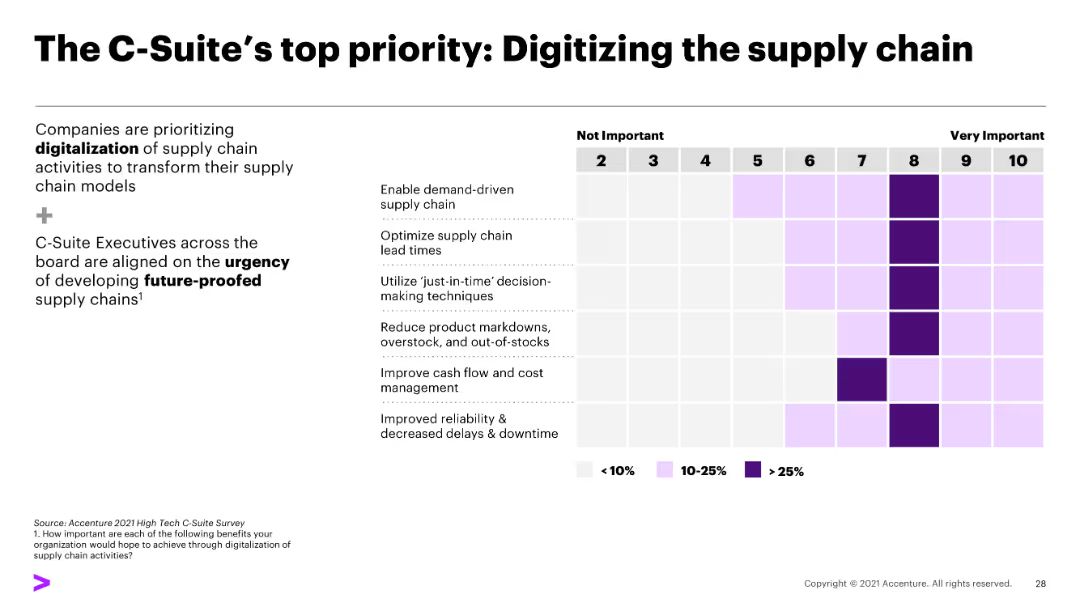 The C-Suite’s top priority: Digitizing the supply chain
Companies are prioritizing
digitalization of supply chain
activities to transform their supply
chain models
+
C-Suite Executives across the
board are aligned on the urgency
of developing future-proofed
supply chains1
Not Important Very Important
2 3 4 5 6 7 8 9 10
Enable demand-driven
supply chain
Optimize supply chain
lead times
Utilize ‘just-in-time’ decision-
making techniques
Reduce product markdowns,
overstock, and out-of-stocks
Improve cash flow and cost
management
Improved reliability &
decreased delays & downtime
< 10% 10-25% > 25%
Source: Accenture 2021 High Tech C-Suite Survey
1. How important are each of the following benefits your
organization would hope to achieve through digitalization of
supply chain activities?
Copyright © 2021 Accenture. All rights reserved. 28